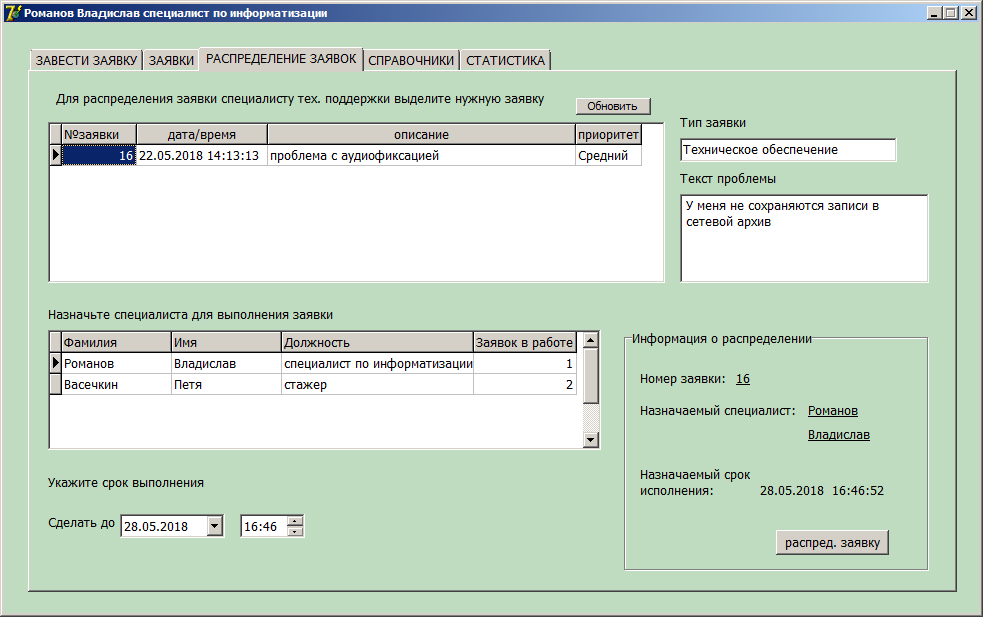 Романов Владислав специалист по информатизации
ЗАВЕСТИ ЗАЯВКУ ЗАЯВКИ РАСПРЕДЕЛЕНИЕ ЗАЯВОК СПРАВОЧНИКИ СТАТИСТИКА
Для распределения заявки специалисту тех. поддержки выделите нужную заявку
Обновить
№заявки дата/время описание приоритет
16 22.05.2018 14:13:13 проблема с аудиофиксацией Средний
Тип заявки
Техническое обеспечение
Текст проблемы
У меня не сохраняются записи в
сетевой архив
Назначьте специалиста для выполнения заявки
Фамилия Имя Должность Заявок в работе
Романов Владислав специалист по информатизации 1
Васечкин Петя стажер 2
Укажите срок выполнения
Сделать до 28.05.2018 16:46
Информация о распределении
Номер заявки: 16
Назначаемый специалист: Романов
Владислав
Назначаемый срок
исполнения: 28.05.2018 16:46:52
распред. заявку